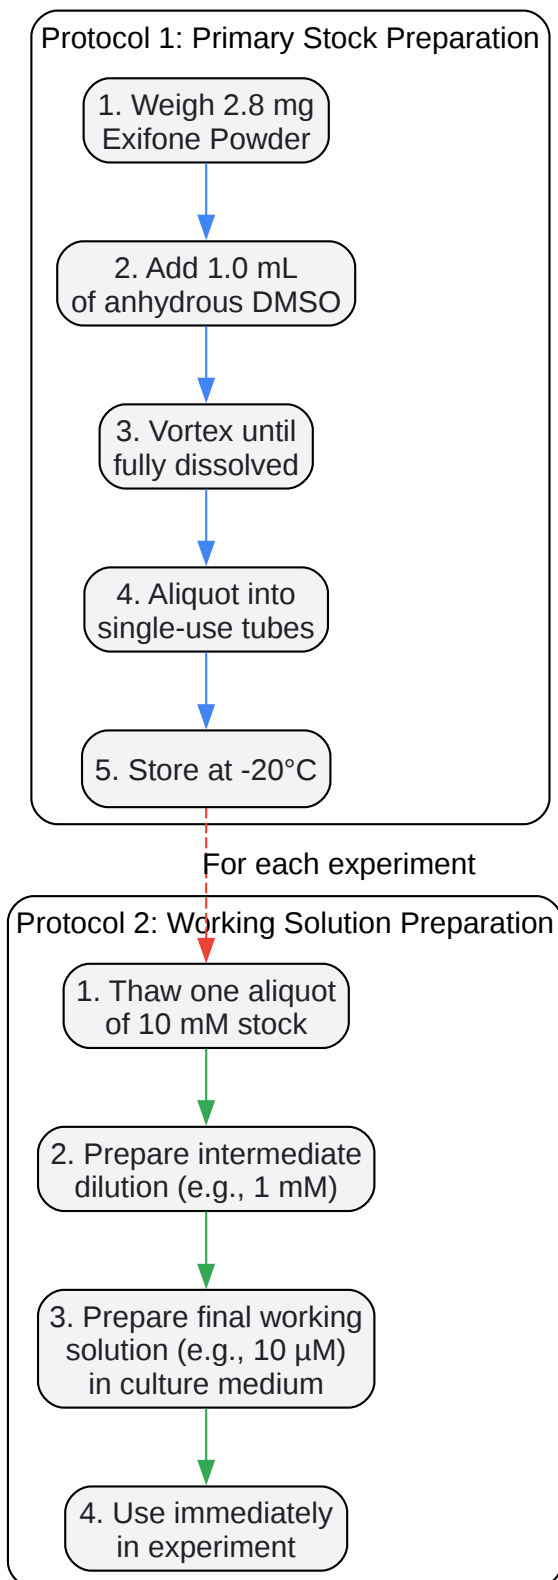 Protocol 1: Primary Stock Preparation
1. Weigh 2.8 mg
Exifone Powder
2. Add 1.0 mL
of anhydrous DMSO
3. Vortex until
fully dissolved
4. Aliquot into
single-use tubes
5. Store at -20°C
For each experiment
Protocol 2: Working Solution Preparation
1. Thaw one aliquot
of 10 mM stock
2. Prepare intermediate
dilution (e.g., 1 mM)
3. Prepare final working
solution (e.g., 10 µM)
in culture medium
4. Use immediately
in experiment